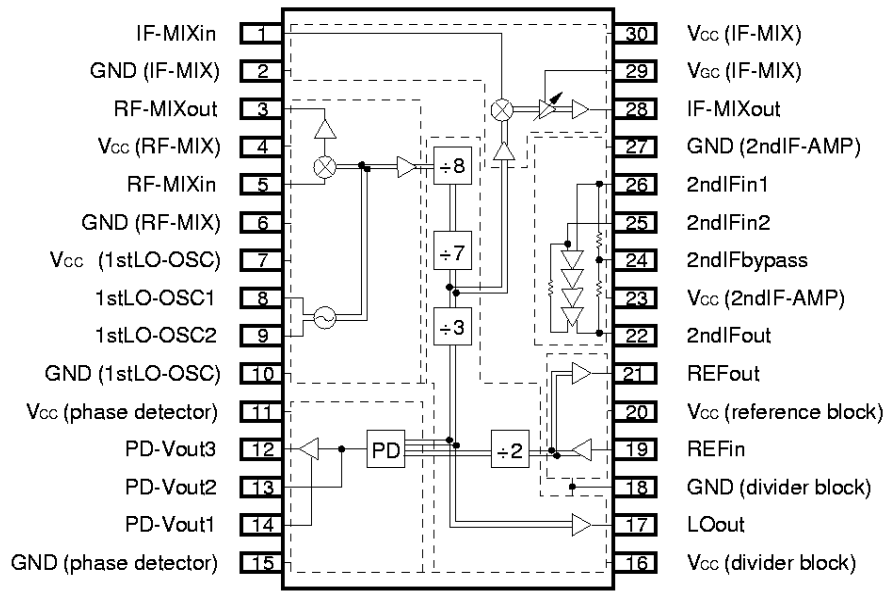 IF-MIXin 1
GND (IF-MIX) 2
RF-MIXout 3
VCC (RF-MIX) 4
RF-MIXin 5
GND (RF-MIX) 6
VCC (1stLO-OSC) 7
1stLO-OSC1 8
1stLO-OSC2 9
GND (1stLO-OSC) 10
VCC (phase detector) 11
PD-Vout3 12
PD-Vout2 13
PD-Vout1 14
GND (phase detector) 15
÷8
÷7
÷3
PD
÷2
30 VCC (IF-MIX)
29 VGC (IF-MIX)
28 IF-MIXout
27 GND (2ndIF-AMP)
26 2ndIFin1
25 2ndIFin2
24 2ndIFbypass
23 VCC (2ndIF-AMP)
22 2ndIFout
21 REFout
20 VCC (reference block)
19 REFin
18 GND (divider block)
17 LOout
16 VCC (divider block)